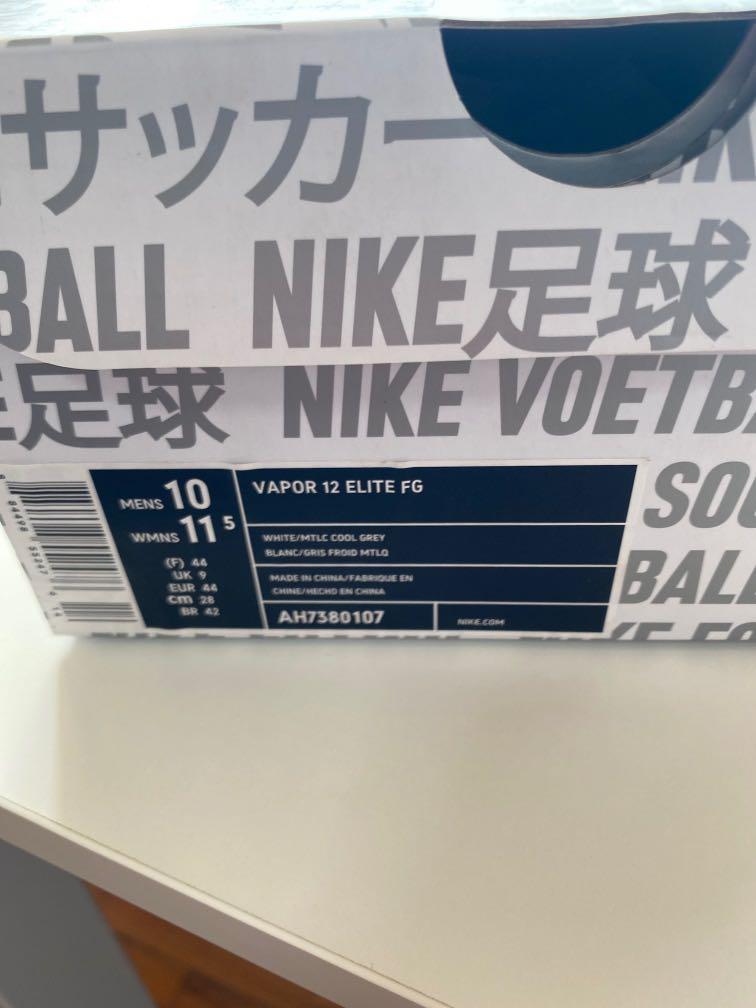 サッカー
BALL NIKE足球
足球 NIKE VOETB
SOC
BALL
MENS 10
WMNS 11 5
(F) 44
UK 9
EUR 44
cm 28
BR 42
VAPOR 12 ELITE FG
WHITE/MTLC COOL GREY
BLANC/GRIS FROID MTLQ
MADE IN CHINA/FABRIQUE EN
CHINE/HECHO EN CHINA
AH7380107
NIKE.COM